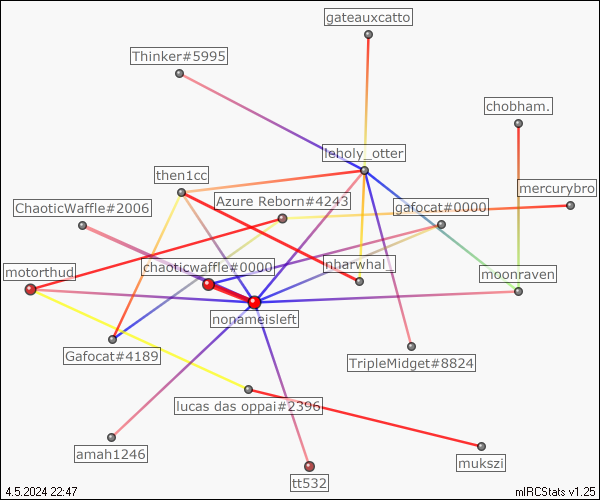 gateauxcatto
Thinker#5995
chobham.
leholy_otter
then1cc
mercurybro
Azure Reborn#4243
ChaoticWaffle#2006
gafocat#0000
motorthud_
chaoticwaffle#0000
nharwhal_
moonraven
nonameisleft
Gafocat#4189
TripleMidget#8824
lucas das oppai#2396
amah1246
mukszi
tt532
4.5.2024 22:47
mIRCStats v1.25